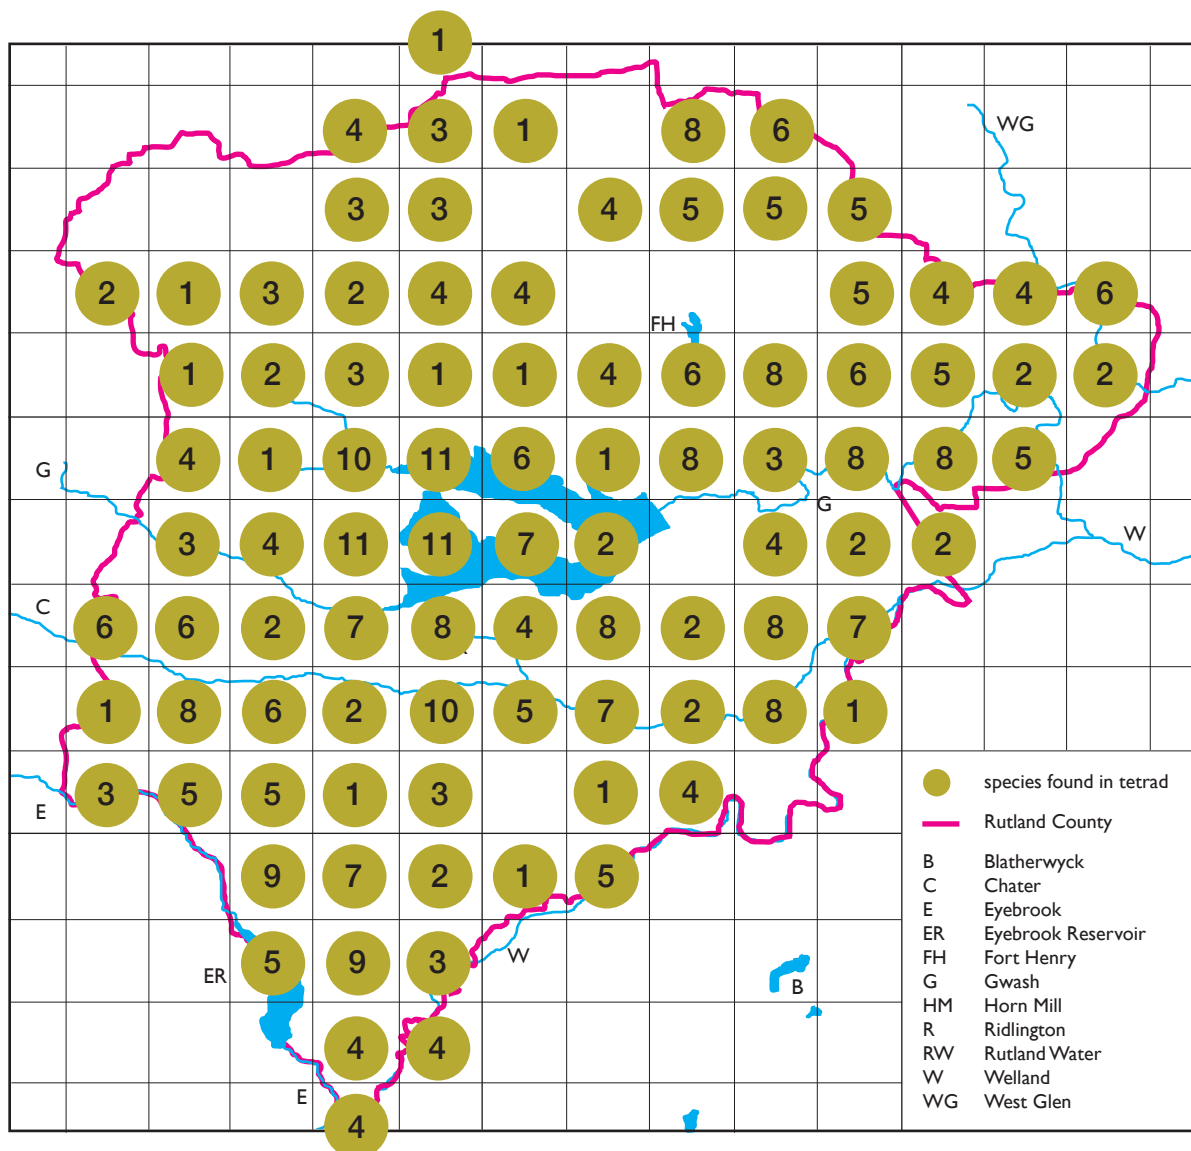 1
4 3 1 8 6
WG
3 3 4 5 5 5
2 1 3 2 4 4 5 4 4 6
FH
1 2 3 1 1 4 6 8 6 5 2 2
G 4 1 10 11 6 1 8 3 8 8 5
G
3 4 11 11 7 2 4 2 2 W
C
6 6 2 7 8 4 8 2 8 7
1 8 6 2 10 5 7 2 8 1
3 5 5 1 3 1 4
E
9 7 2 1 5
5 9 3 W
ER
B
4 4
E
4
species found in tetrad
Rutland County
B Blatherwyck
C Chater
E Eyebrook
ER Eyebrook Reservoir
FH Fort Henry
G Gwash
HM Horn Mill
R Ridlington
RW Rutland Water
W Welland
WG West Glen